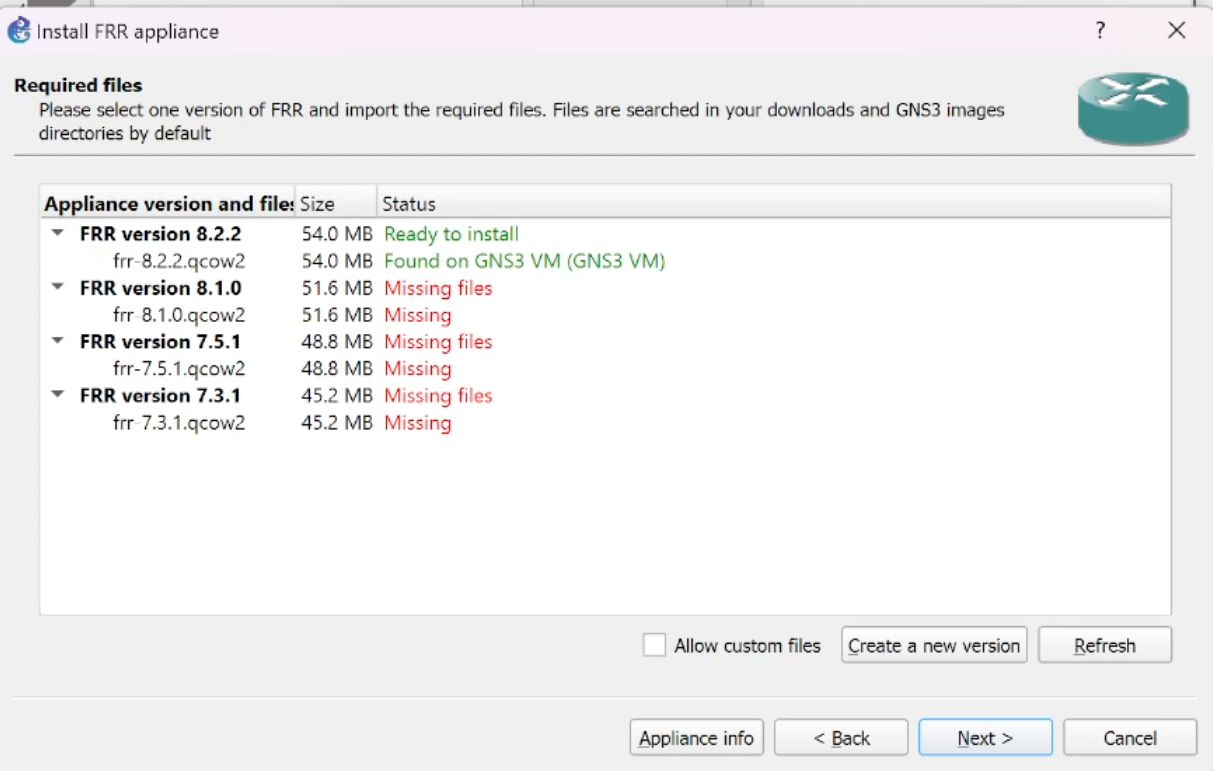 Install FRR appliance
?
Required files
Please select one version of FRR and import the required files. Files are searched in your downloads and GNS3 images
directories by default
Appliance version and files Size Status
FRR version 8.2.2 54.0 MB Ready to install
frr-8.2.2.qcow2 54.0 MB Found on GNS3 VM (GNS3 VM)
FRR version 8.1.0 51.6 MB Missing files
frr-8.1.0.qcow2 51.6 MB Missing
FRR version 7.5.1 48.8 MB Missing files
frr-7.5.1.qcow2 48.8 MB Missing
FRR version 7.3.1 45.2 MB Missing files
frr-7.3.1.qcow2 45.2 MB Missing
Allow custom files Create a new version Refresh
Appliance info < Back Next > Cancel